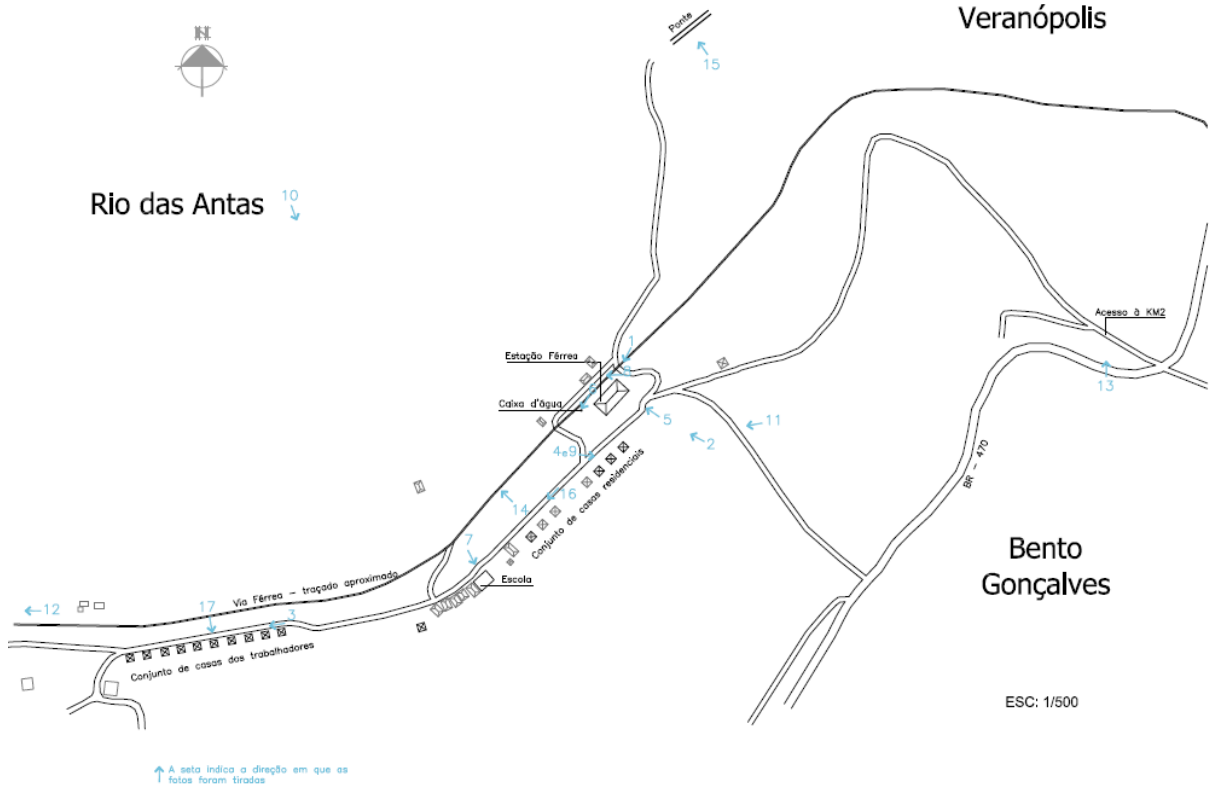 Ponte
Veranópolis
15
N
Rio das Antas
10
Acesso à KM2
1
Estação Férrea
8
Caixa d'água
13
5
11
2
4e9
BR - 470
16
14
Conjunto de casas residenciais
7
Bento
Gonçalves
Escola
Via Férrea - traçado aproximado
12
17
3
Conjunto de casas dos trabalhadores
ESC: 1/500
A seta indica a direção em que as
fotos foram tiradas